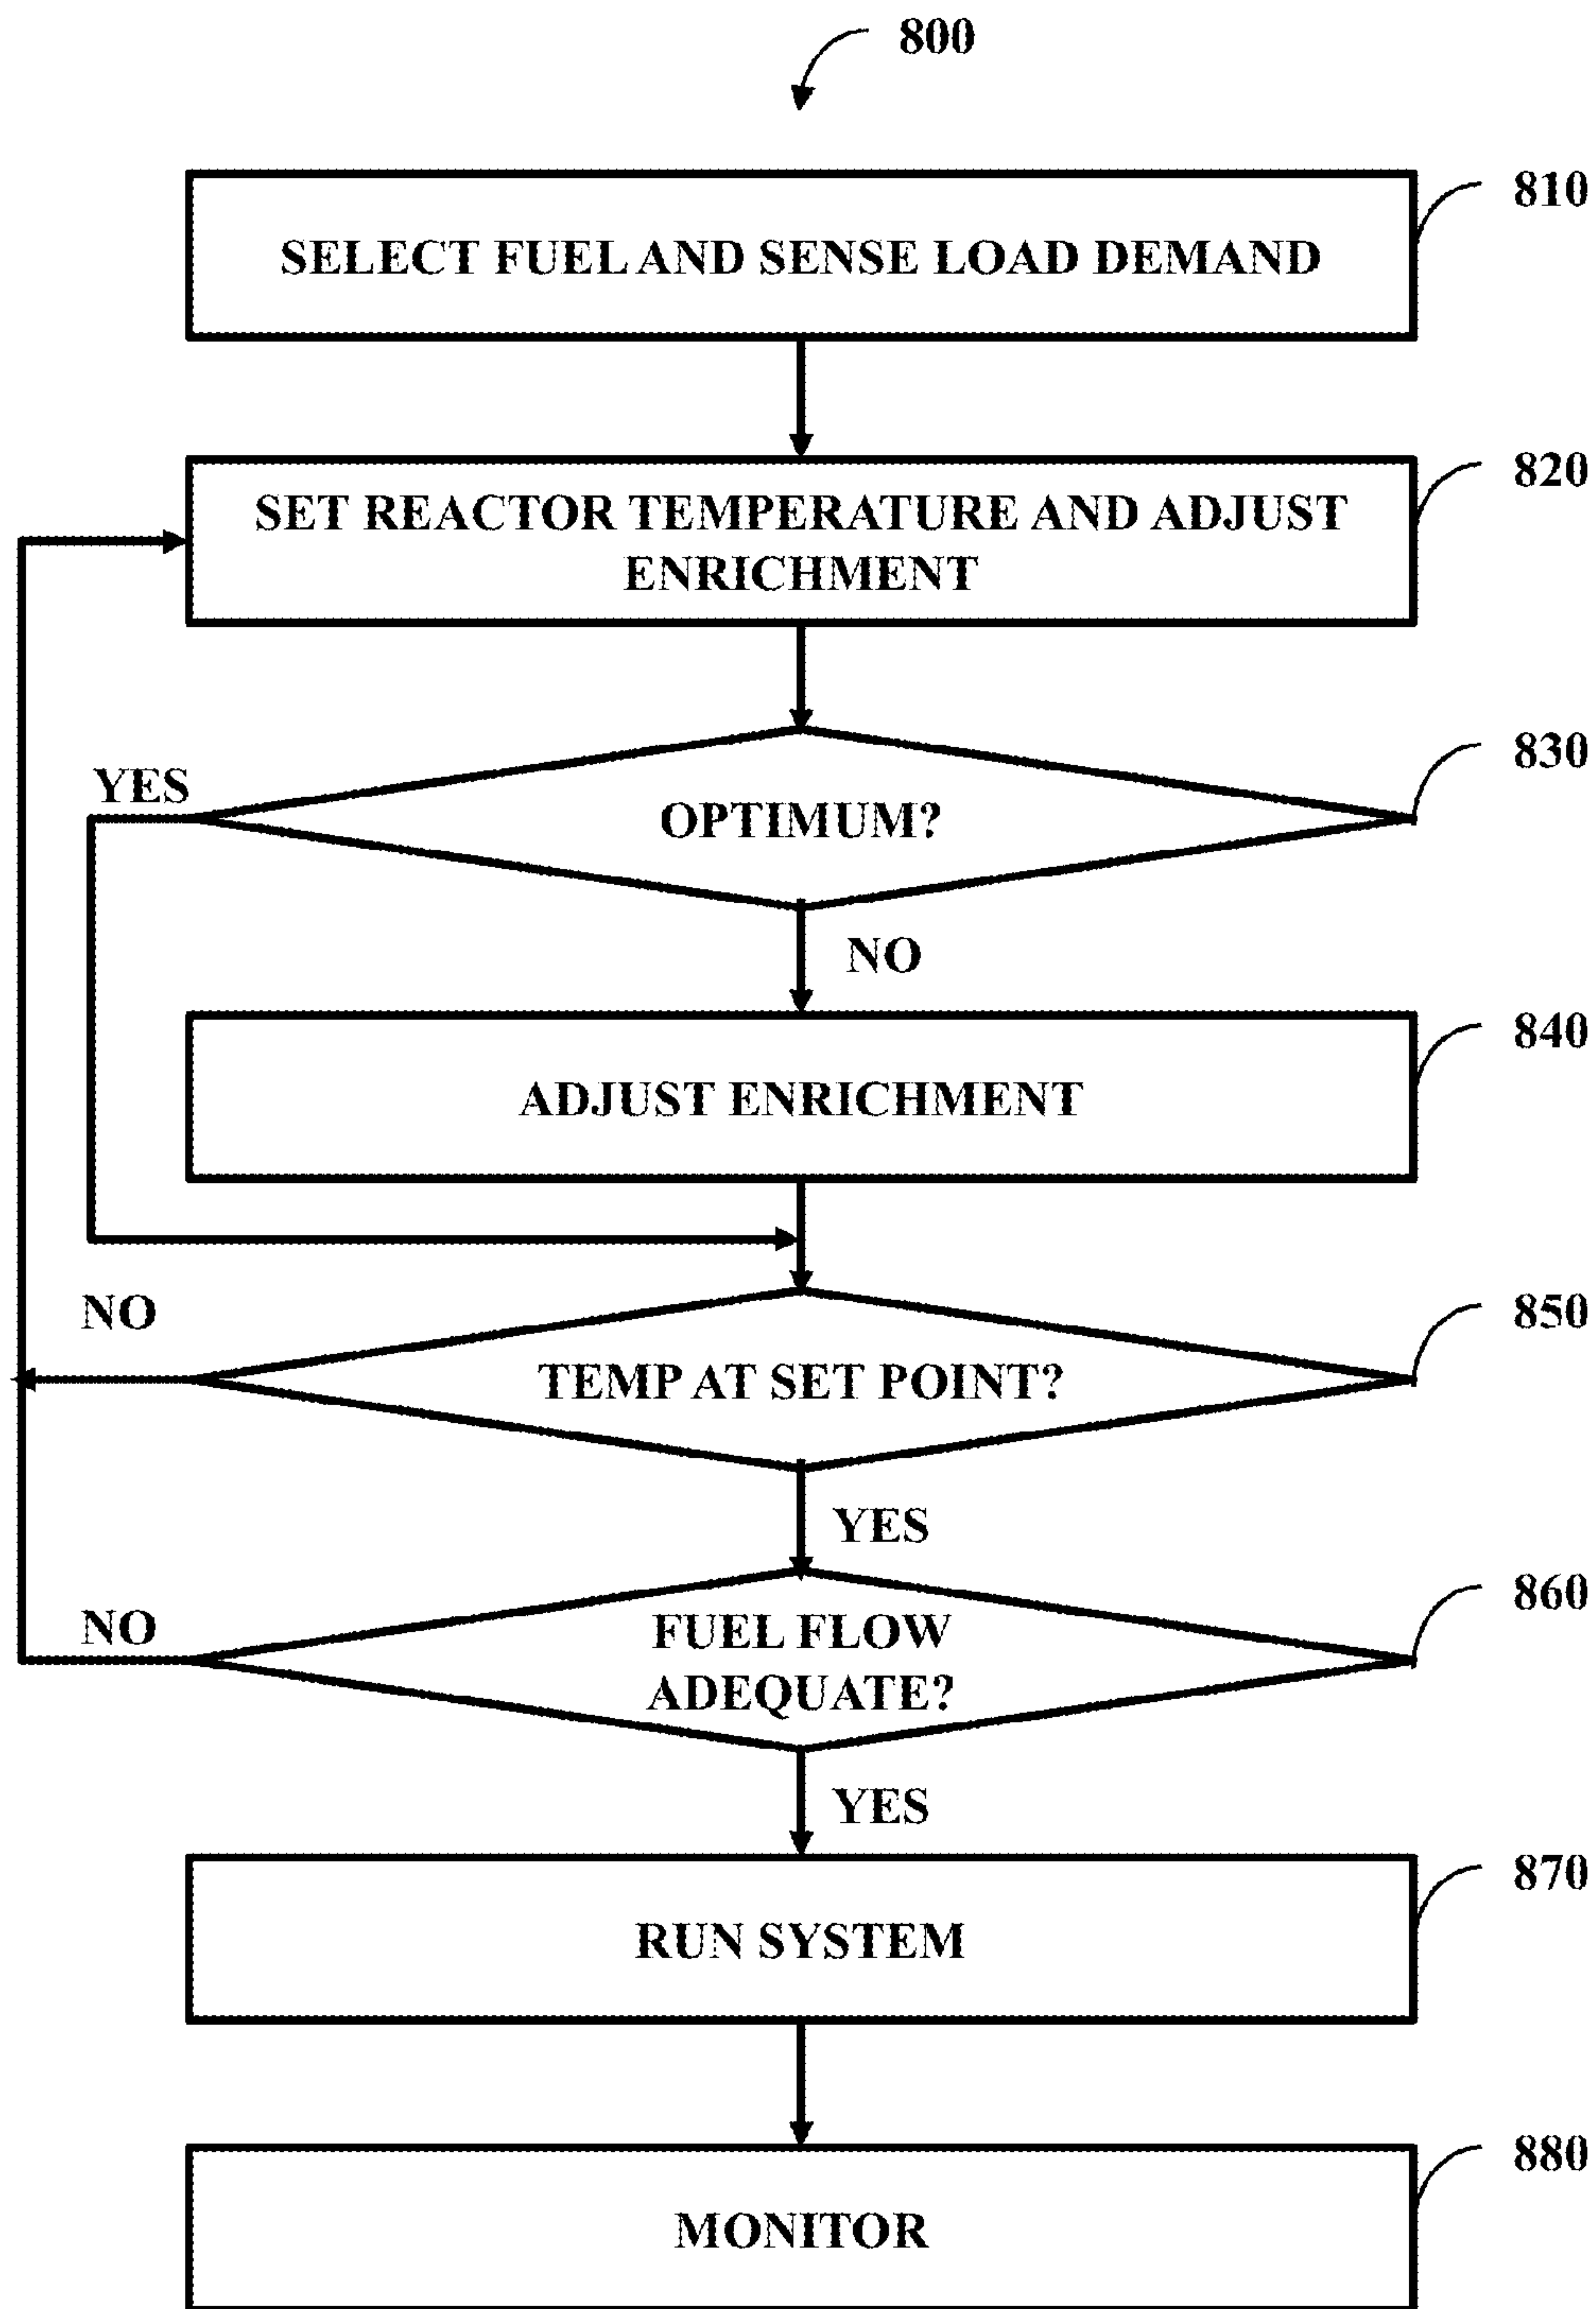 800
810
SELECT FUEL AND SENSE LOAD DEMAND
820
SET REACTOR TEMPERATURE AND ADJUST
ENRICHMENT
830
YES
OPTIMUM?
NO
840
ADJUST ENRICHMENT
NO
850
TEMP AT SET POINT?
YES
860
NO
FUEL FLOW
ADEQUATE?
YES
870
RUN SYSTEM
880
MONITOR